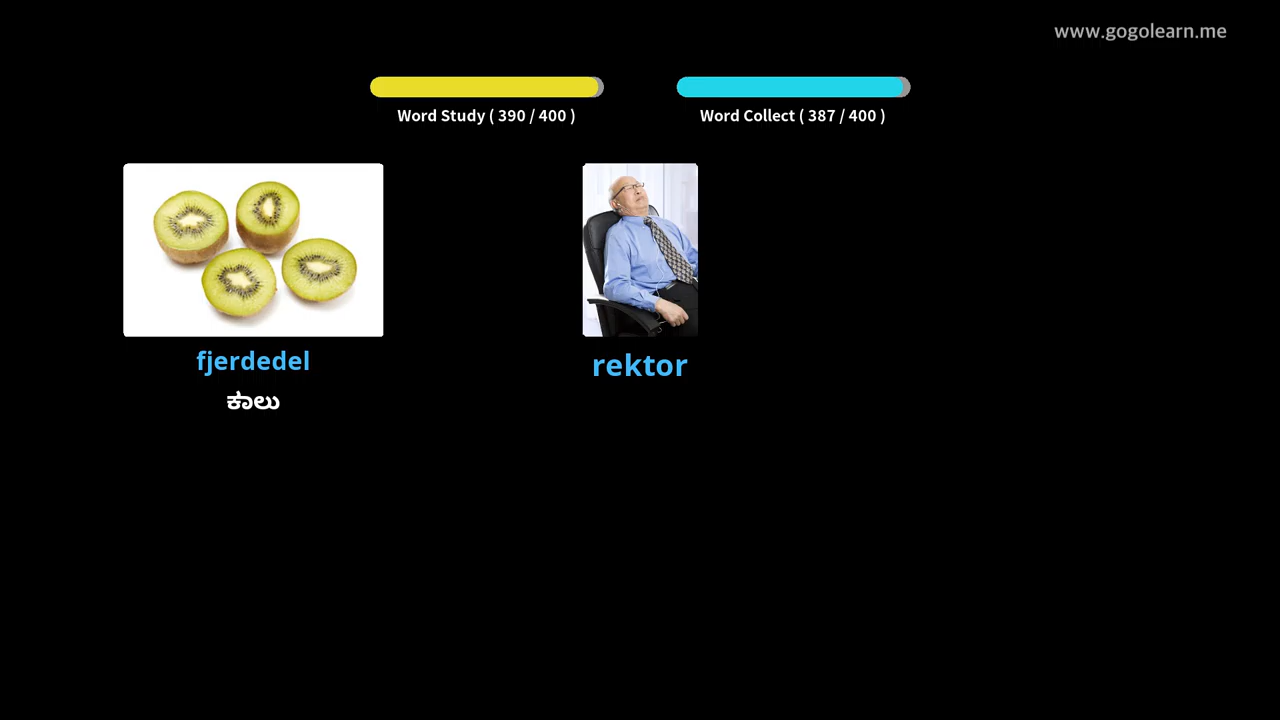 www.gogolearn.me
Word Study ( 390 / 400 )
Word Collect ( 387 / 400 )
fjerdedel
ಕಾಲು
rektor